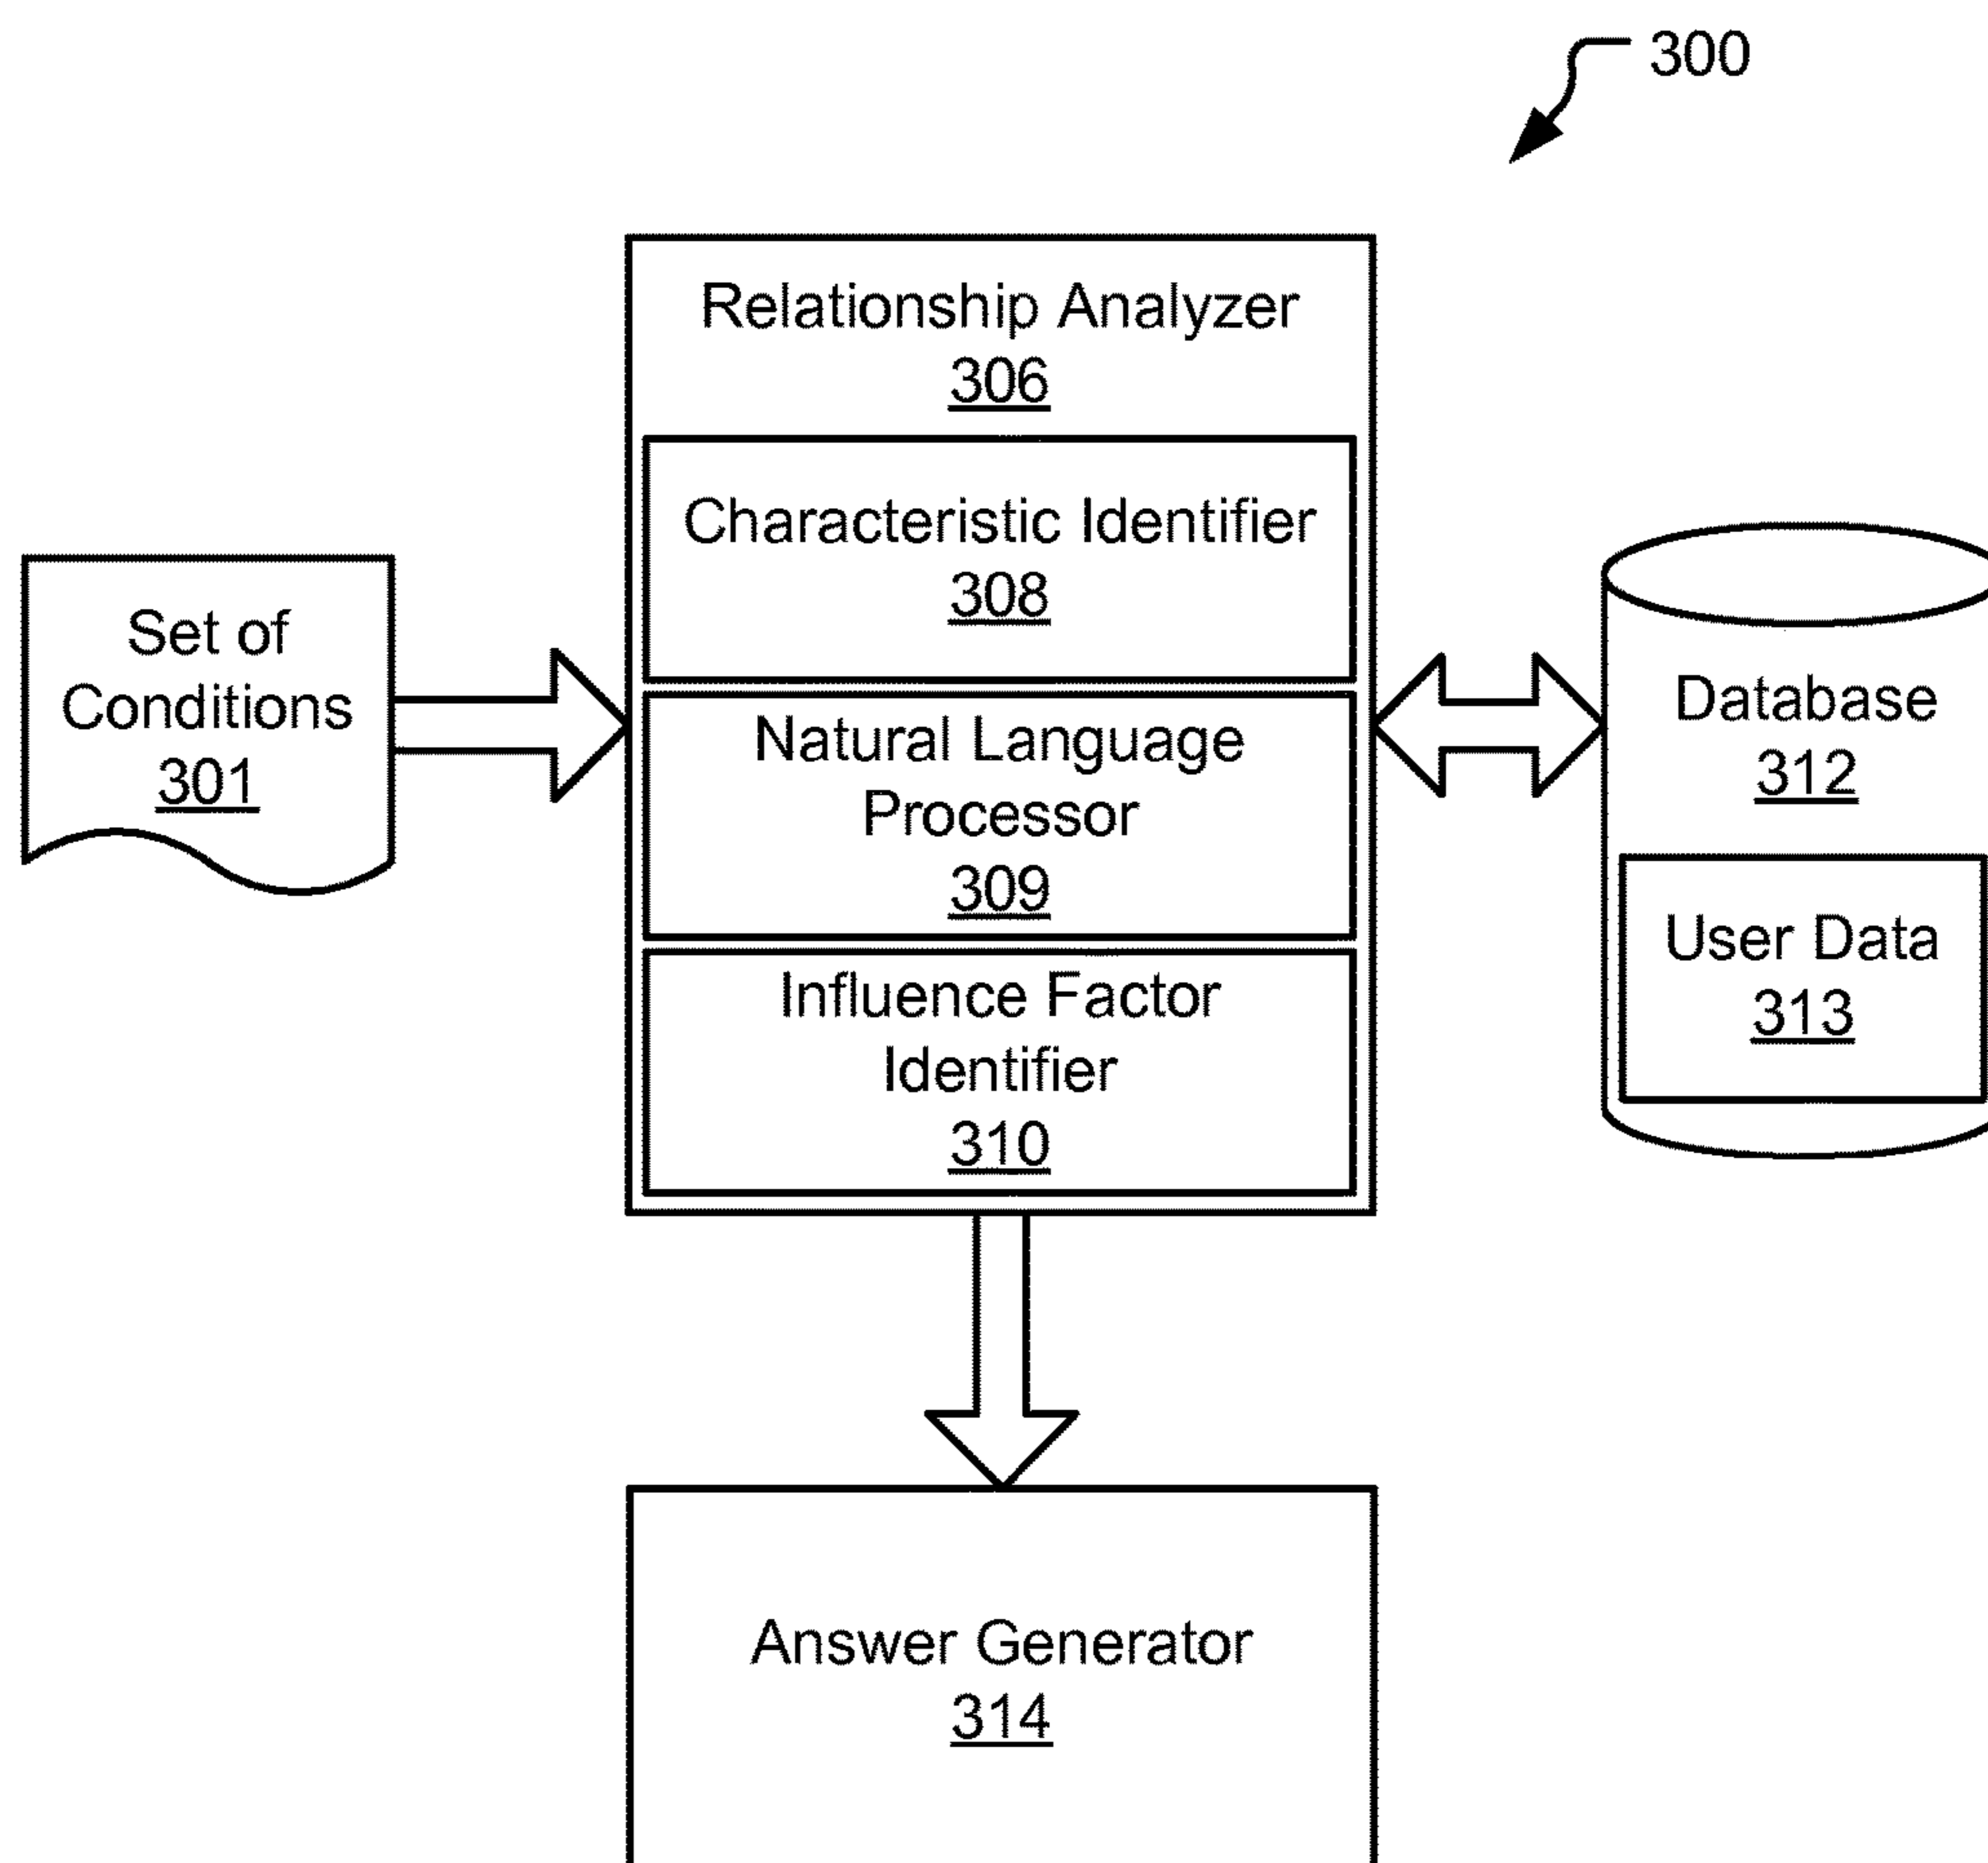 300
Relationship Analyzer
306
Characteristic Identifier
308
Set of
Conditions
301
Natural Language
Processor
309
Database
312
User Data
313
Influence Factor
Identifier
310
Answer Generator
314